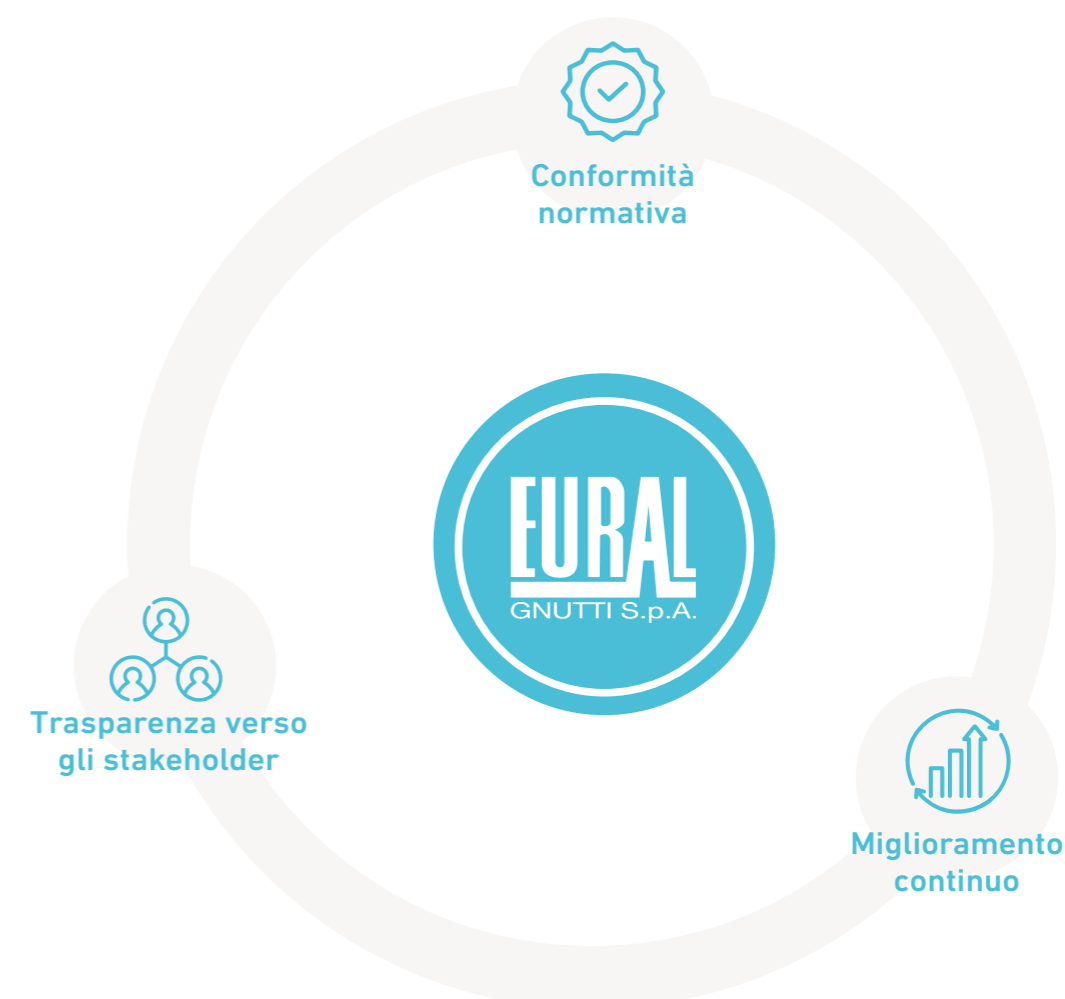 Conformità
normativa
EURAL
GNUTTI S.p.A.
Trasparenza verso
gli stakeholder
Miglioramento
continuo